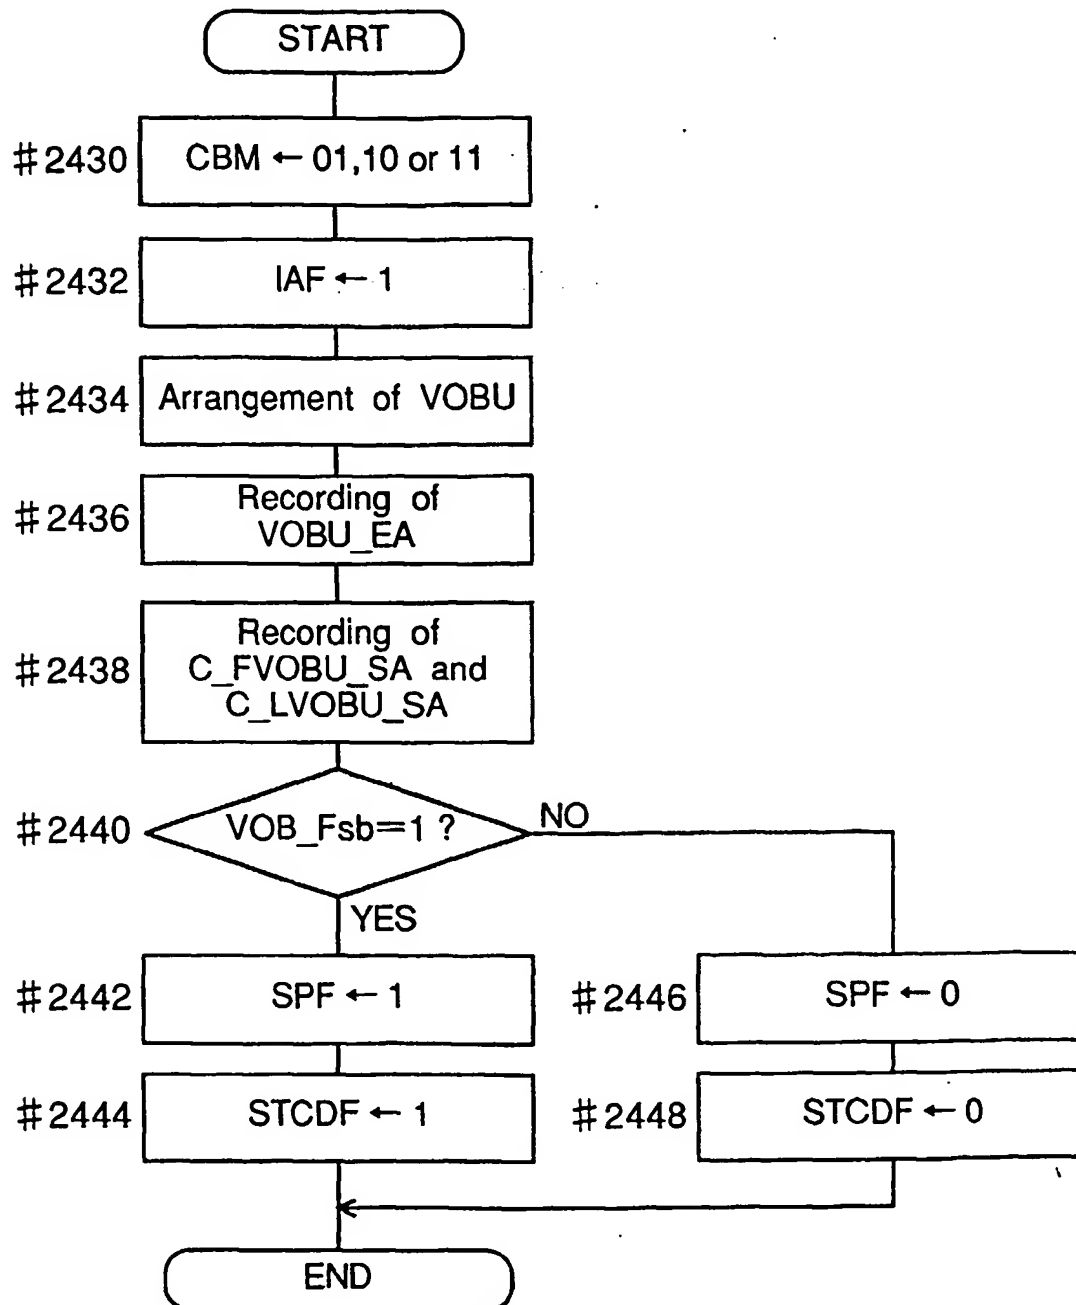 START
#2430
CBM ← 01,10 or 11
#2432
IAF ← 1
#2434
Arrangement of VOBU
#2436
Recording of
VOBU_EA
#2438
Recording of
C_FVOBU_SA and
C_LVOBU_SA
#2440
VOB_Fsb=1 ?
NO
YES
#2442
SPF ← 1
#2446
SPF ← 0
#2444
STCDF ← 1
#2448
STCDF ← 0
END